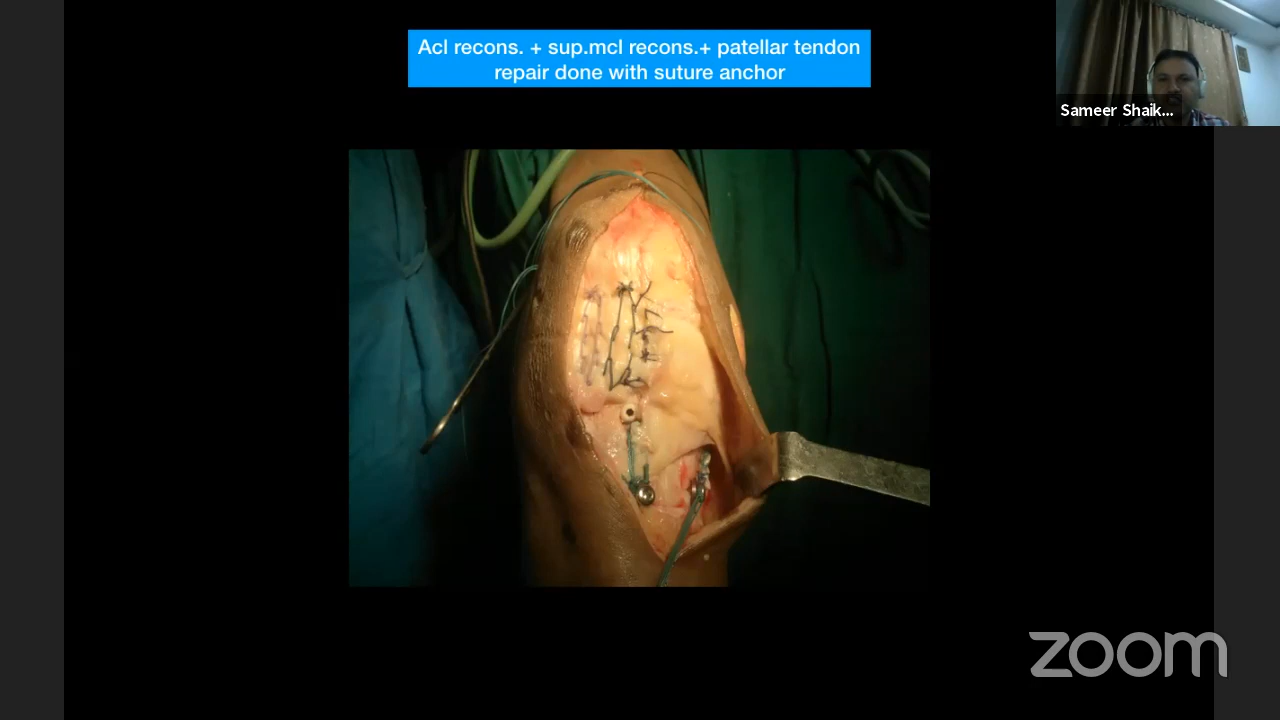 Acl recons. + sup.mcl recons.+ patellar tendon
repair done with suture anchor
Sameer Shaik...
zoom